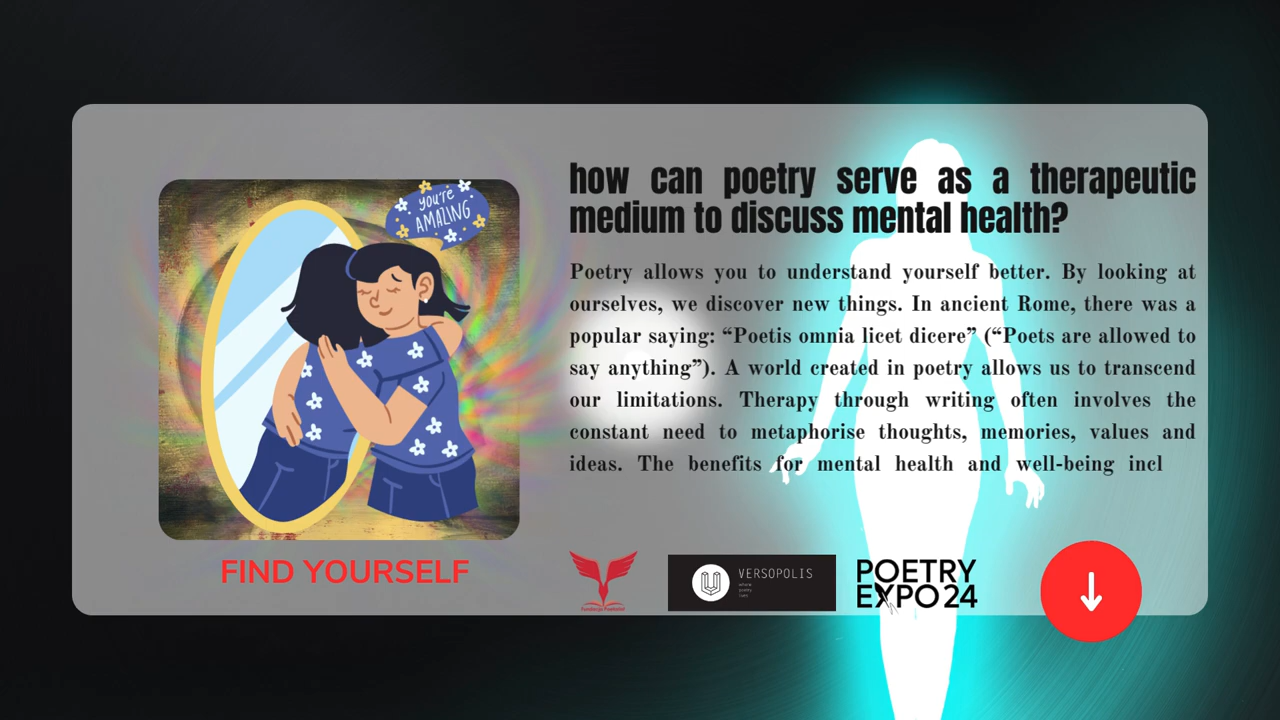 you're
AMAZING
how can poetry serve as a therapeutic
medium to discuss mental health?
Poetry allows you to understand yourself better. By looking at
ourselves, we discover new things. In ancient Rome, there was a
popular saying: “Poetis omnia licet dicere” (“Poets are allowed to
say anything”). A world created in poetry allows us to transcend
our limitations. Therapy through writing often involves the
constant need to metaphorise thoughts, memories, values and
ideas. The benefits for mental health and well-being incl
FIND YOURSELF
VERSOPOLIS
where
poetry
POETRY
EXPO24